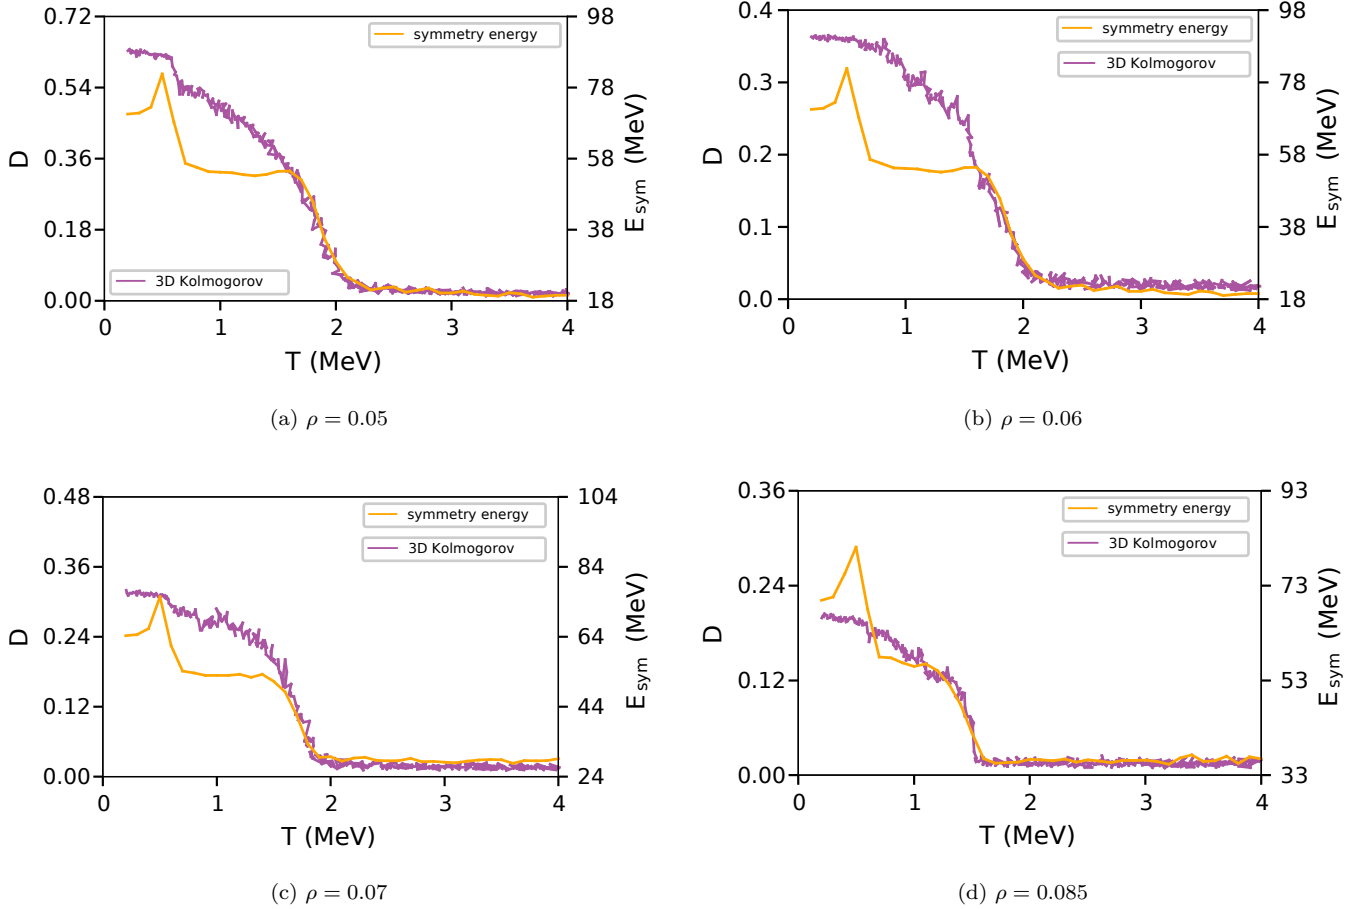 0.72
0.54
0.36
0.18
0.00
D
98
78
58
38
18
E_sym (MeV)
symmetry energy
3D Kolmogorov
0
1
2
3
4
T (MeV)
(a) ρ = 0.05
0.4
0.3
0.2
0.1
0.0
D
98
78
58
38
18
E_sym (MeV)
symmetry energy
3D Kolmogorov
0
1
2
3
4
T (MeV)
(b) ρ = 0.06
0.48
0.36
0.24
0.12
0.00
D
104
84
64
44
24
E_sym (MeV)
symmetry energy
3D Kolmogorov
0
1
2
3
4
T (MeV)
(c) ρ = 0.07
0.36
0.24
0.12
0.00
D
93
73
53
33
E_sym (MeV)
symmetry energy
3D Kolmogorov
0
1
2
3
4
T (MeV)
(d) ρ = 0.085